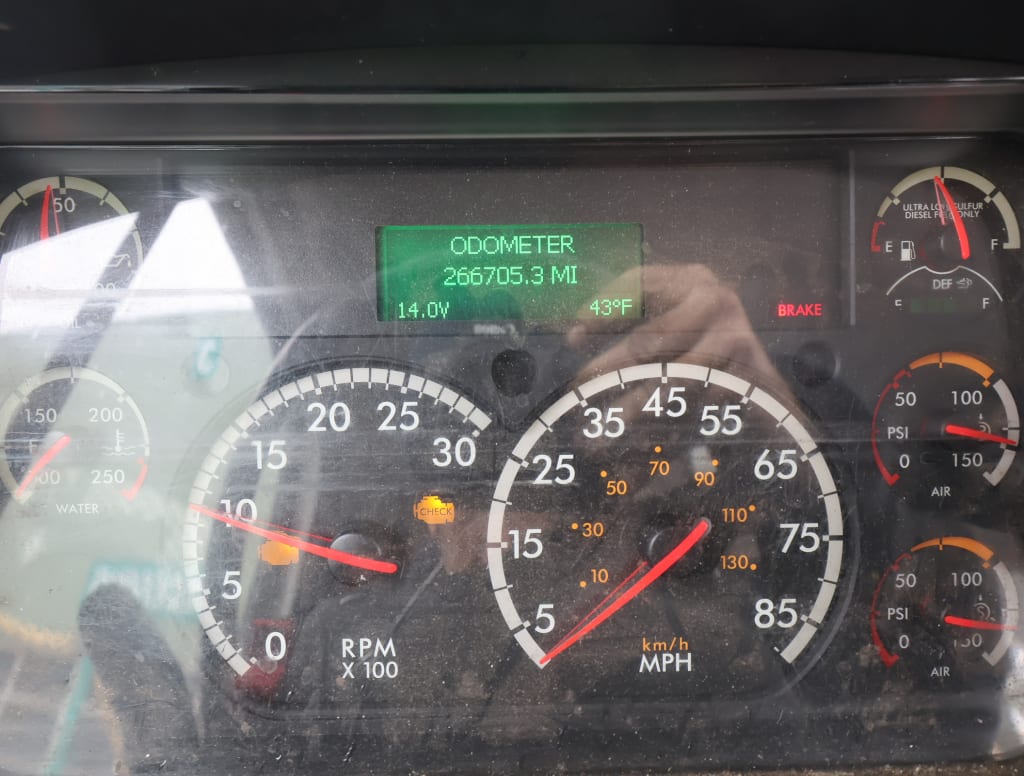 ODOMETER
266705.3 MI
14.0V 43°F
BRAKE
50
ULTRA LOW SULFUR
DIESEL FUEL ONLY
E F
DEF
F
150 200
250
WATER
0 5 10 15 20 25 30
CHECK
RPM
X 100
5 15 25 35 45 55 65 75 85
10 30 50 70 90 110 130
km/h
MPH
50 100
PSI
0 150
AIR
50 100
PSI
0 150
AIR